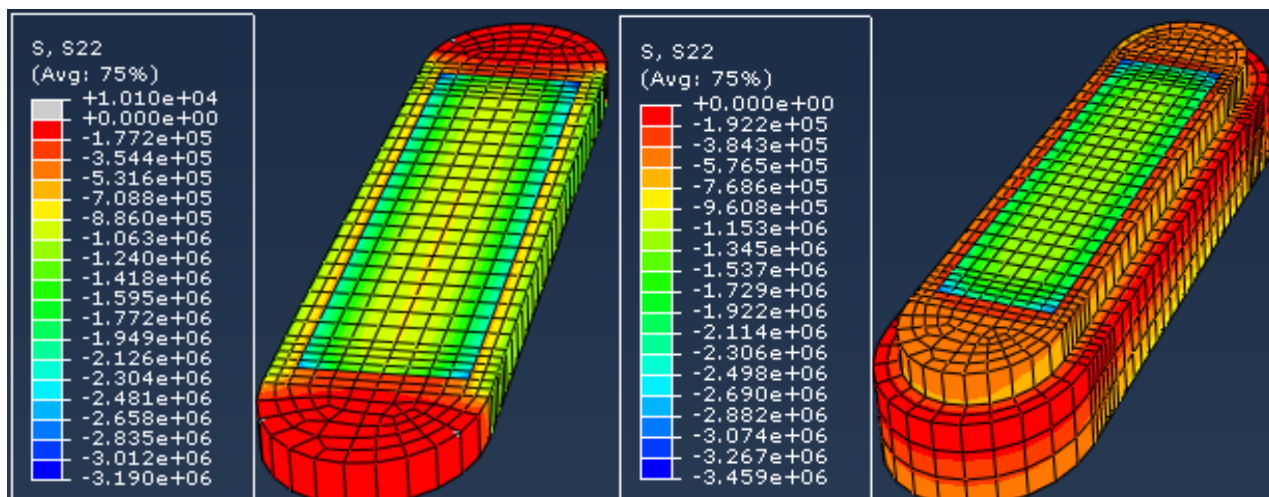 S, S22
(Avg: 75%)
+1.010e+04
+0.000e+00
-1.772e+05
-3.544e+05
-5.316e+05
-7.088e+05
-8.860e+05
-1.063e+06
-1.240e+06
-1.418e+06
-1.595e+06
-1.772e+06
-1.949e+06
-2.126e+06
-2.304e+06
-2.481e+06
-2.658e+06
-2.835e+06
-3.012e+06
-3.190e+06
S, S22
(Avg: 75%)
+0.000e+00
-1.922e+05
-3.843e+05
-5.765e+05
-7.686e+05
-9.608e+05
-1.153e+06
-1.345e+06
-1.537e+06
-1.729e+06
-1.922e+06
-2.114e+06
-2.306e+06
-2.498e+06
-2.690e+06
-2.882e+06
-3.074e+06
-3.267e+06
-3.459e+06